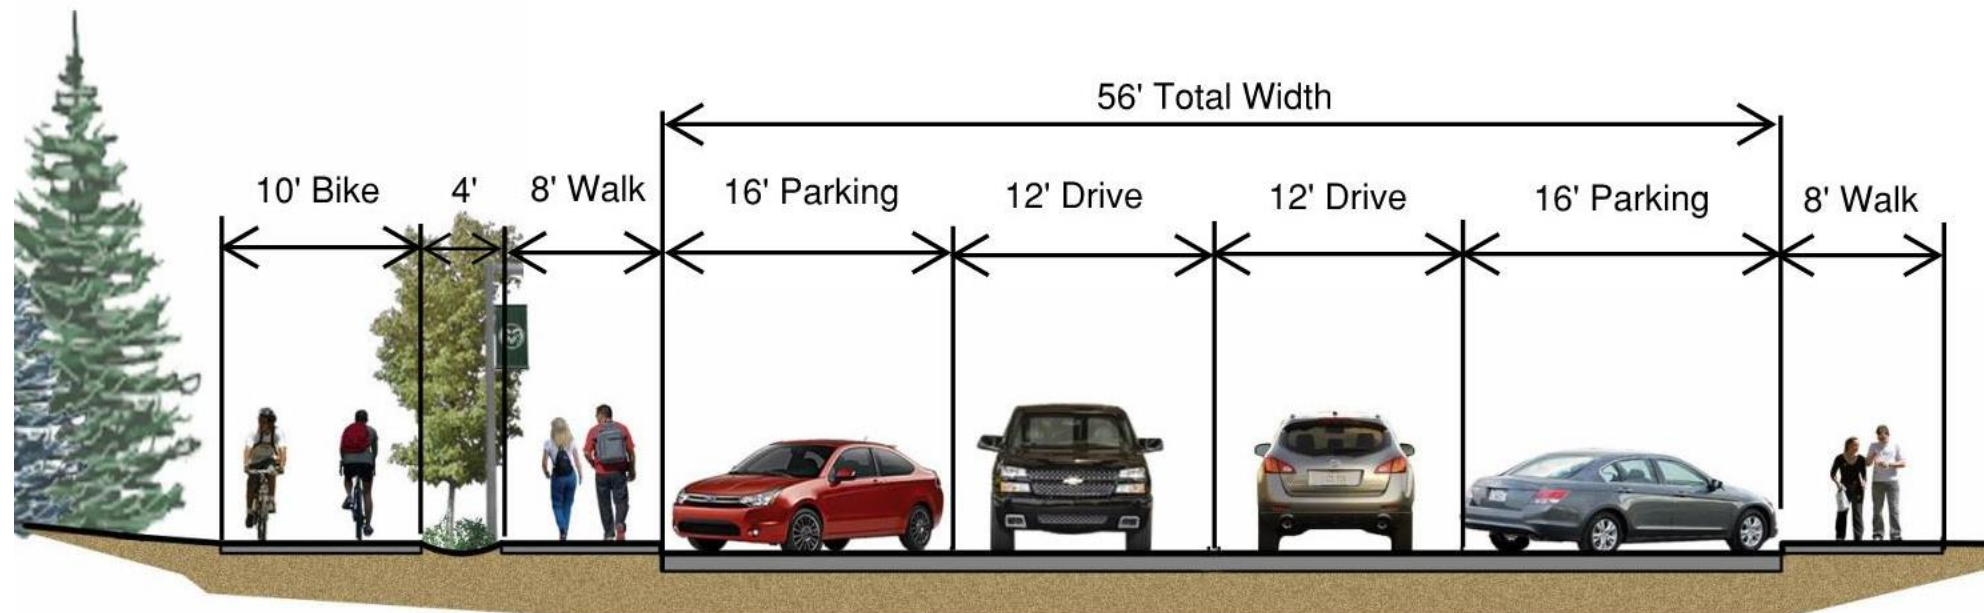 56' Total Width
10' Bike
4'
8' Walk
16' Parking
12' Drive
12' Drive
16' Parking
8' Walk